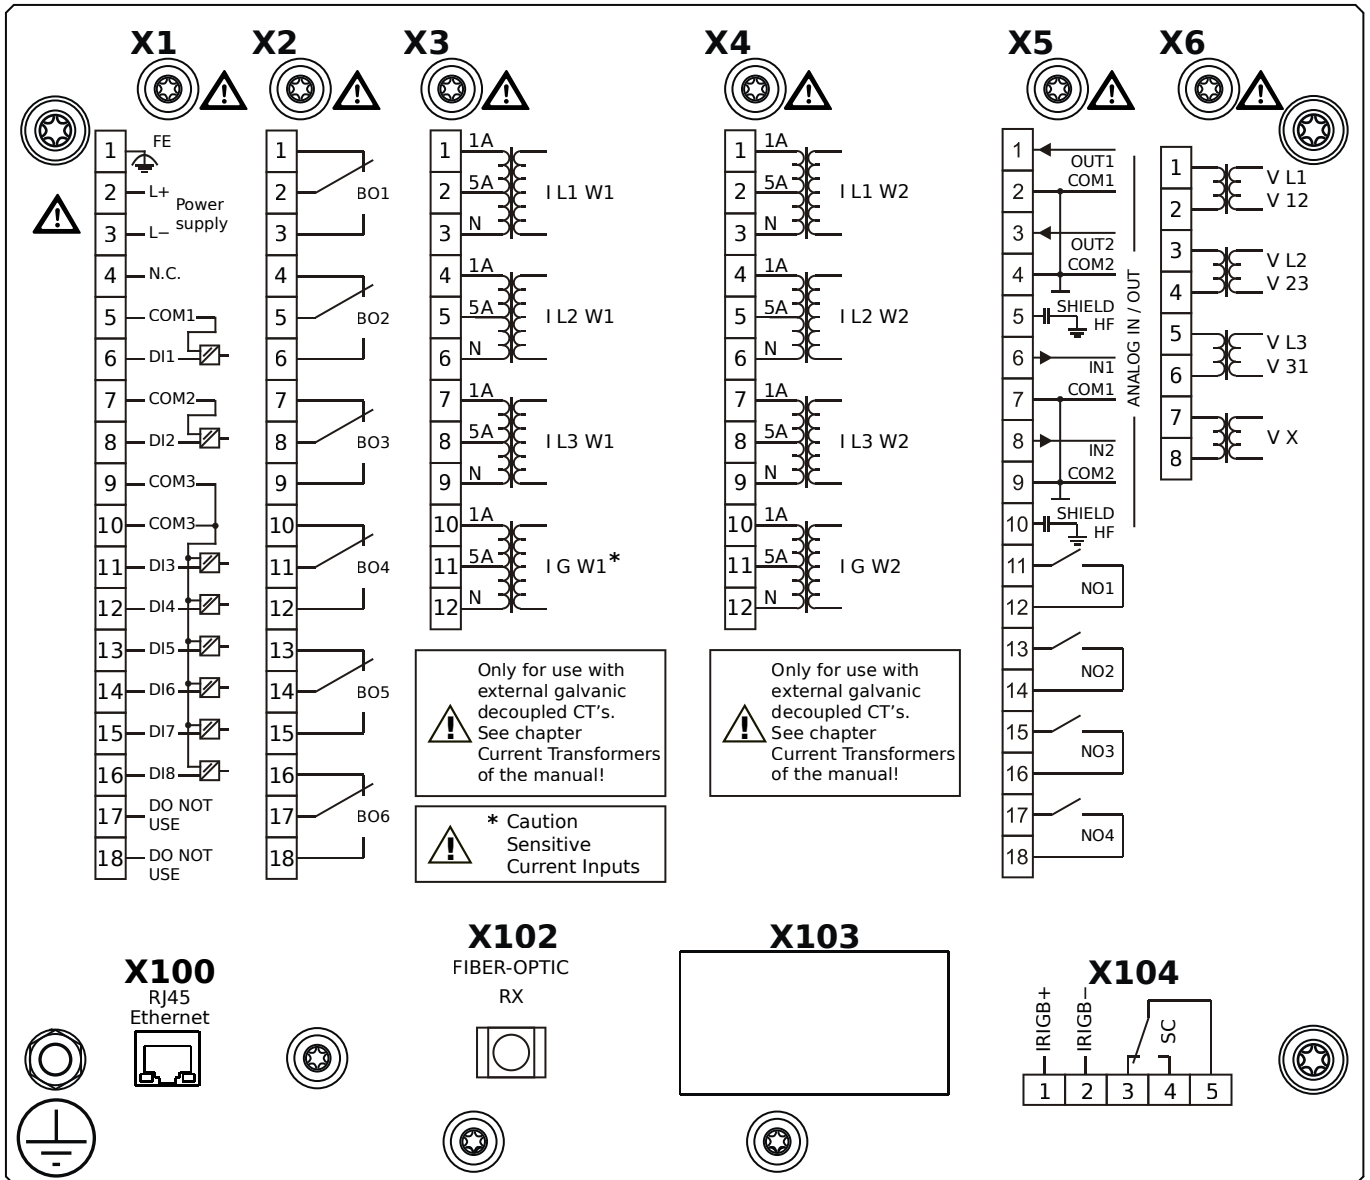 X1
X2
X3
X4
X5
X6
1 FE
2 L+
Power
supply
3 L−
4 N.C.
5 COM1
6 DI1
7 COM2
8 DI2
9 COM3
10 COM3
11 DI3
12 DI4
13 DI5
14 DI6
15 DI7
16 DI8
17 DO NOT
USE
18 DO NOT
USE
1
2 BO1
3
4
5 BO2
6
7
8 BO3
9
10
11 BO4
12
13
14 BO5
15
16
17 BO6
18
1 1A
2 5A I L1 W1
3 N
4 1A
5 5A I L2 W1
6 N
7 1A
8 5A I L3 W1
9 N
10 1A
11 5A I G W1*
12 N
Only for use with
external galvanic
decoupled CT's.
See chapter
Current Transformers
of the manual!
* Caution
Sensitive
Current Inputs
1 1A
2 5A I L1 W2
3 N
4 1A
5 5A I L2 W2
6 N
7 1A
8 5A I L3 W2
9 N
10 1A
11 5A I G W2
12 N
Only for use with
external galvanic
decoupled CT's.
See chapter
Current Transformers
of the manual!
1 OUT1
2 COM1
3 OUT2
4 COM2
5 SHIELD
HF
6 IN1
7 COM1
8 IN2
9 COM2
10 SHIELD
HF
ANALOG IN / OUT
11
NO1
12
13
NO2
14
15
NO3
16
17
NO4
18
1 V L1
2 V 12
3 V L2
4 V 23
5 V L3
6 V 31
7
V X
8
X100
RJ45
Ethernet
X102
FIBER-OPTIC
RX
X103
X104
IRIGB+
IRIGB−
SC
1 2 3 4 5